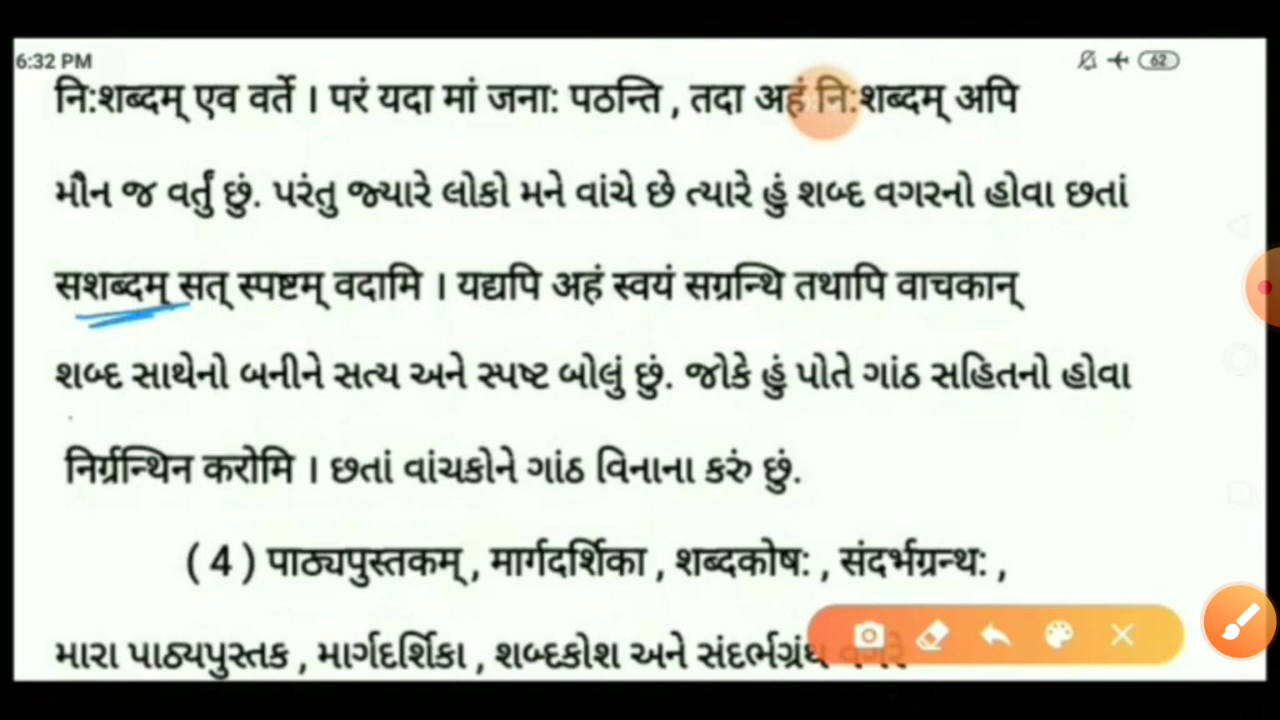 6:32 PM
62
नि:शब्दम् एव वर्ते । परं यदा मां जना: पठन्ति , तदा अहं नि:शब्दम् अपि
મૌન જ વર્તું છું. પરંતુ જ્યારે લોકો મને વાંચે છે ત્યારે હું શબ્દ વગરનો હોવા છતાં
सशब्दम् सत् स्पष्टम् वदामि । यद्यपि अहं स्वयं सग्रन्थि तथापि वाचकान्
શબ્દ સાથેનો બનીને સત્ય અને સ્પષ્ટ બોલું છું. જોકે હું પોતે ગાંઠ સહિતનો હોવા
निर्ग्रन्थिन करोमि । છતાં વાંચકોને ગાંઠ વિનાના કરું છું.
( 4 ) पाठ्यपुस्तकम् , मार्गदर्शिका , शब्दकोष: , संदर्भग्रन्थ: ,
મારા પાઠ્યપુસ્તક , માર્ગદર્શિકા , શબ્દકોશ અને સંદર્ભગ્રંથ વગરે